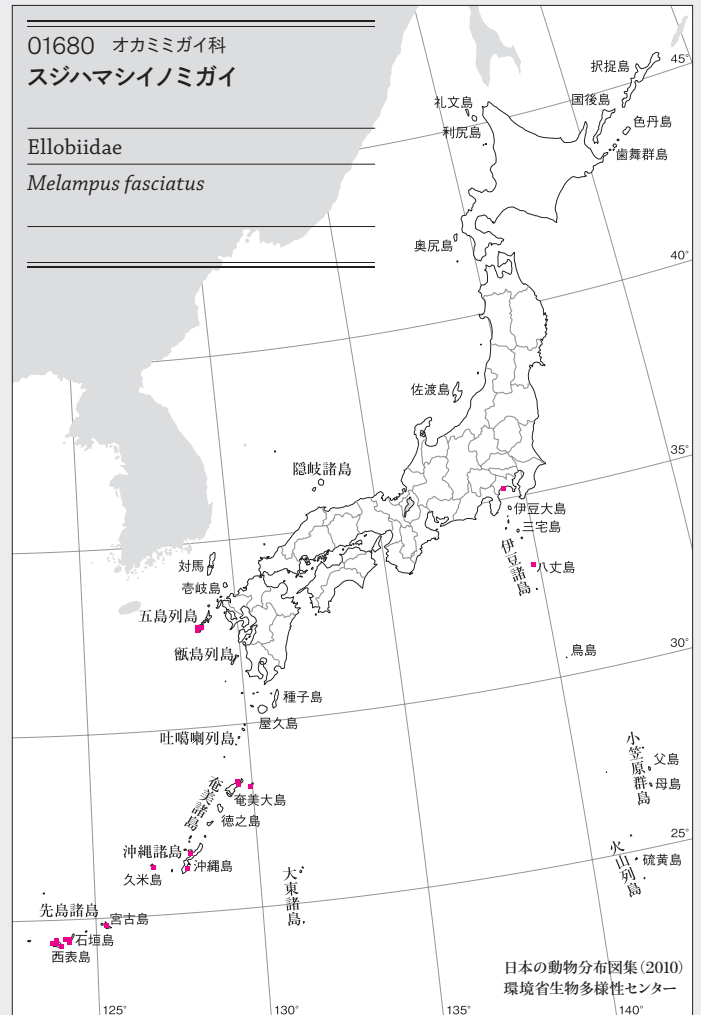 01680 オカミミガイ科
スジハマシイノミガイ
Ellobiidae
Melampus fasciatus
45°
択捉島
国後島
礼文島
色丹島
利尻島
歯舞群島
奥尻島
40°
佐渡島
35°
隠岐諸島
伊豆大島
三宅島
伊豆諸島
八丈島
対馬
壱岐島
五島列島
甑島列島
鳥島
30°
種子島
屋久島
吐噶喇列島
小笠原群島
父島
母島
奄美諸島
奄美大島
徳之島
25°
火山列島
硫黄島
沖縄諸島
沖縄島
久米島
大東諸島
先島諸島
宮古島
石垣島
西表島
日本の動物分布図集(2010)
環境省生物多様性センター
125°
130°
135°
140°